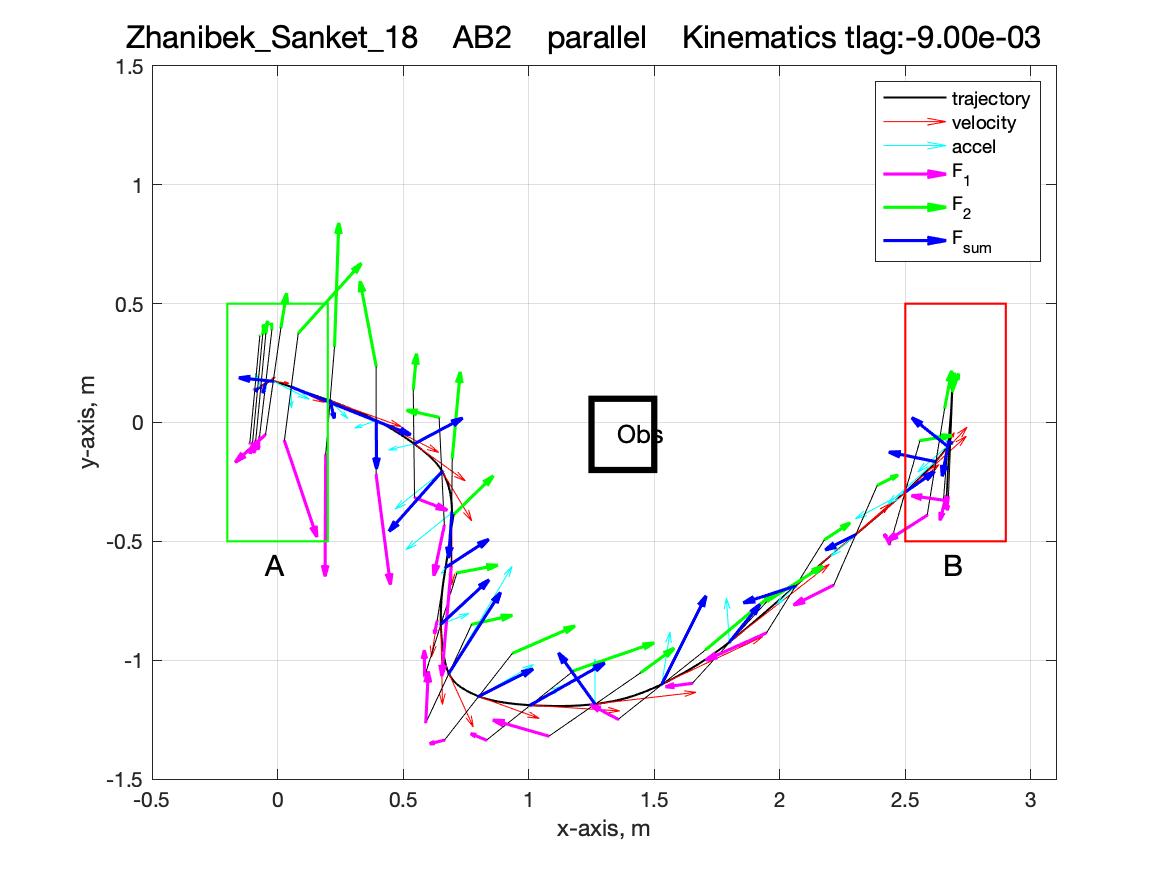 Zhanibek_Sanket_18 AB2 parallel Kinematics tlag:-9.00e-03
1.5
1
0.5
0
-0.5
-1
-1.5
y-axis, m
trajectory
velocity
accel
F1
F2
Fsum
Obs
A
B
-0.5 0 0.5 1 1.5 2 2.5 3
x-axis, m